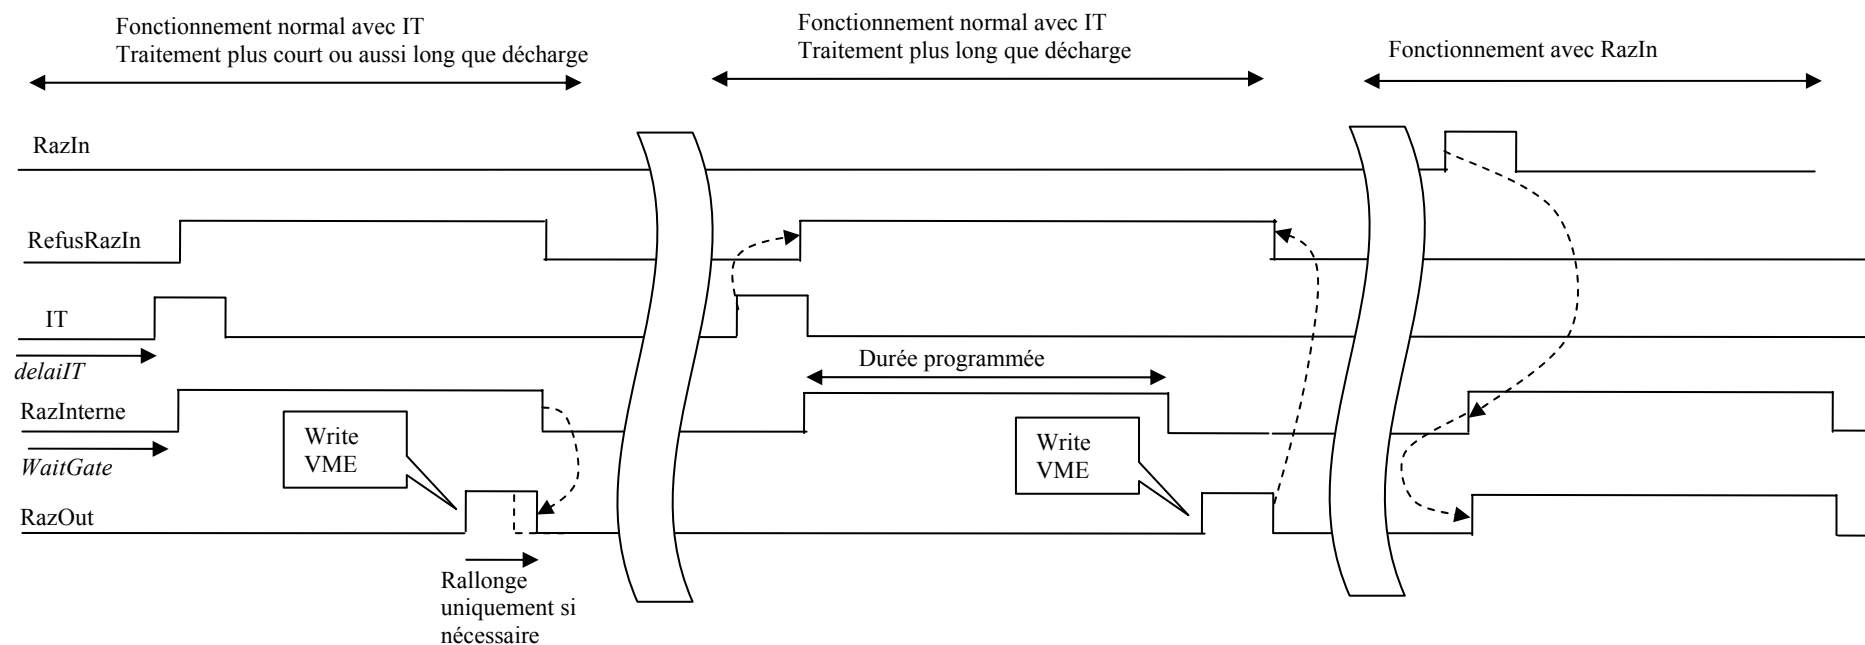 Fonctionnement normal avec IT
Traitement plus court ou aussi long que décharge
Fonctionnement normal avec IT
Traitement plus long que décharge
Fonctionnement avec RazIn
RazIn
RefusRazIn
IT
delaiIT
Durée programmée
RazInterne
WaitGate
Write
VME
Write
VME
RazOut
Rallonge
uniquement si
nécessaire